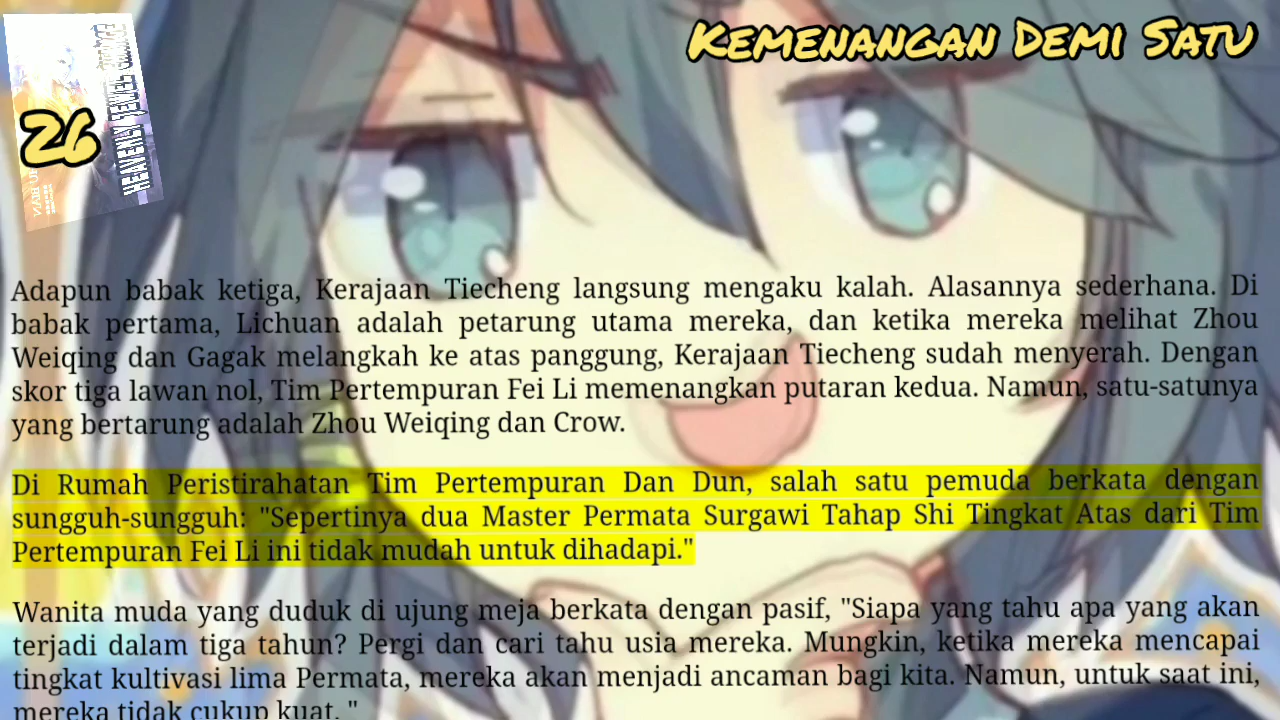 Kemenangan Demi Satu
26
HEAVENLY JEWEL CHANGE
Adapun babak ketiga, Kerajaan Tiecheng langsung mengaku kalah. Alasannya sederhana. Di
babak pertama, Lichuan adalah petarung utama mereka, dan ketika mereka melihat Zhou
Weiqing dan Gagak melangkah ke atas panggung, Kerajaan Tiecheng sudah menyerah. Dengan
skor tiga lawan nol, Tim Pertempuran Fei Li memenangkan putaran kedua. Namun, satu-satunya
yang bertarung adalah Zhou Weiqing dan Crow.
Di Rumah Peristirahatan Tim Pertempuran Dan Dun, salah satu pemuda berkata dengan
sungguh-sungguh: "Sepertinya dua Master Permata Surgawi Tahap Shi Tingkat Atas dari Tim
Pertempuran Fei Li ini tidak mudah untuk dihadapi."
Wanita muda yang duduk di ujung meja berkata dengan pasif, "Siapa yang tahu apa yang akan
terjadi dalam tiga tahun? Pergi dan cari tahu usia mereka. Mungkin, ketika mereka mencapai
tingkat kultivasi lima Permata, mereka akan menjadi ancaman bagi kita. Namun, untuk saat ini,
mereka tidak cukup kuat. "